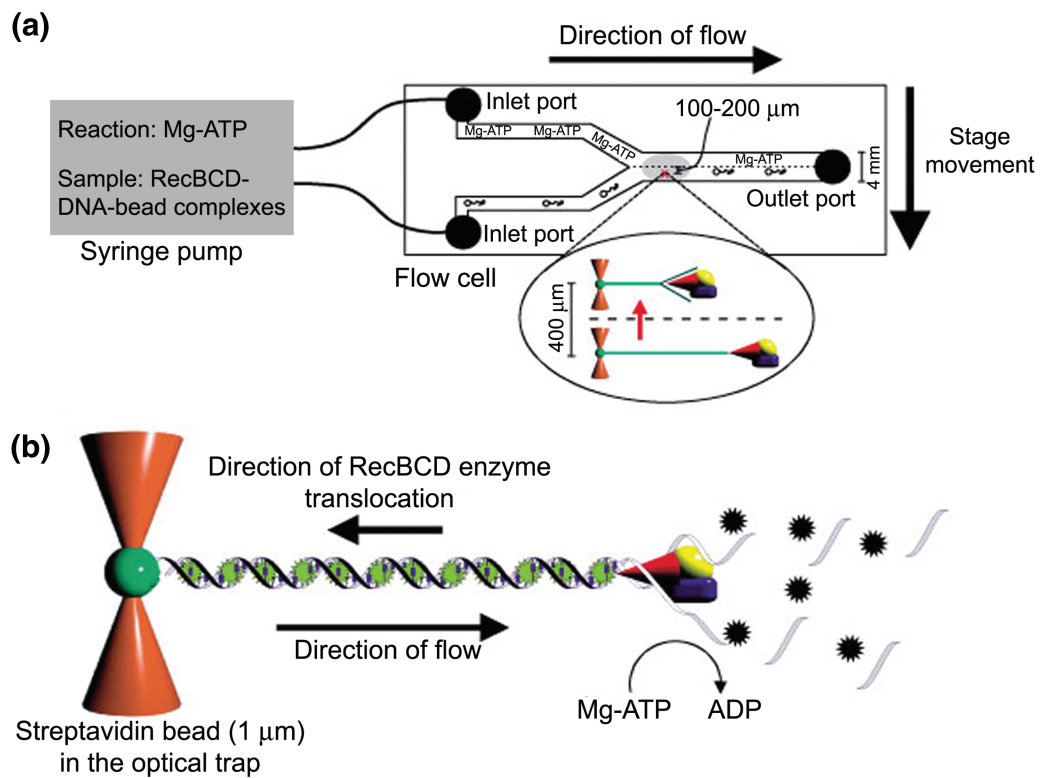 (a)
Direction of flow
Reaction: Mg-ATP
Sample: RecBCD-
DNA-bead complexes
Syringe pump
Inlet port
Mg-ATP
Mg-ATP
Mg-ATP
100-200 μm
Mg-ATP
4 mm
Outlet port
Stage
movement
Inlet port
Flow cell
400 μm
(b)
Direction of RecBCD enzyme
translocation
Direction of flow
Mg-ATP
ADP
Streptavidin bead (1 μm)
in the optical trap